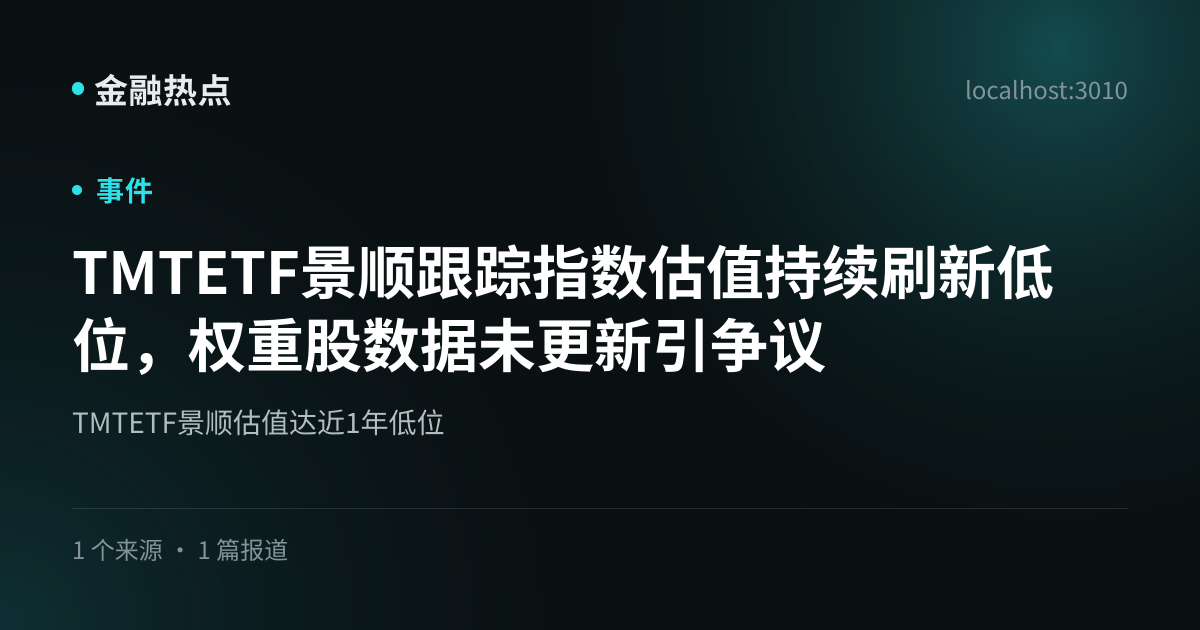 金融热点
localhost:3010
事件
TMTETF景顺跟踪指数估值持续刷新低
位，权重股数据未更新引争议
TMTETF景顺估值达近1年低位
1 个来源 · 1 篇报道